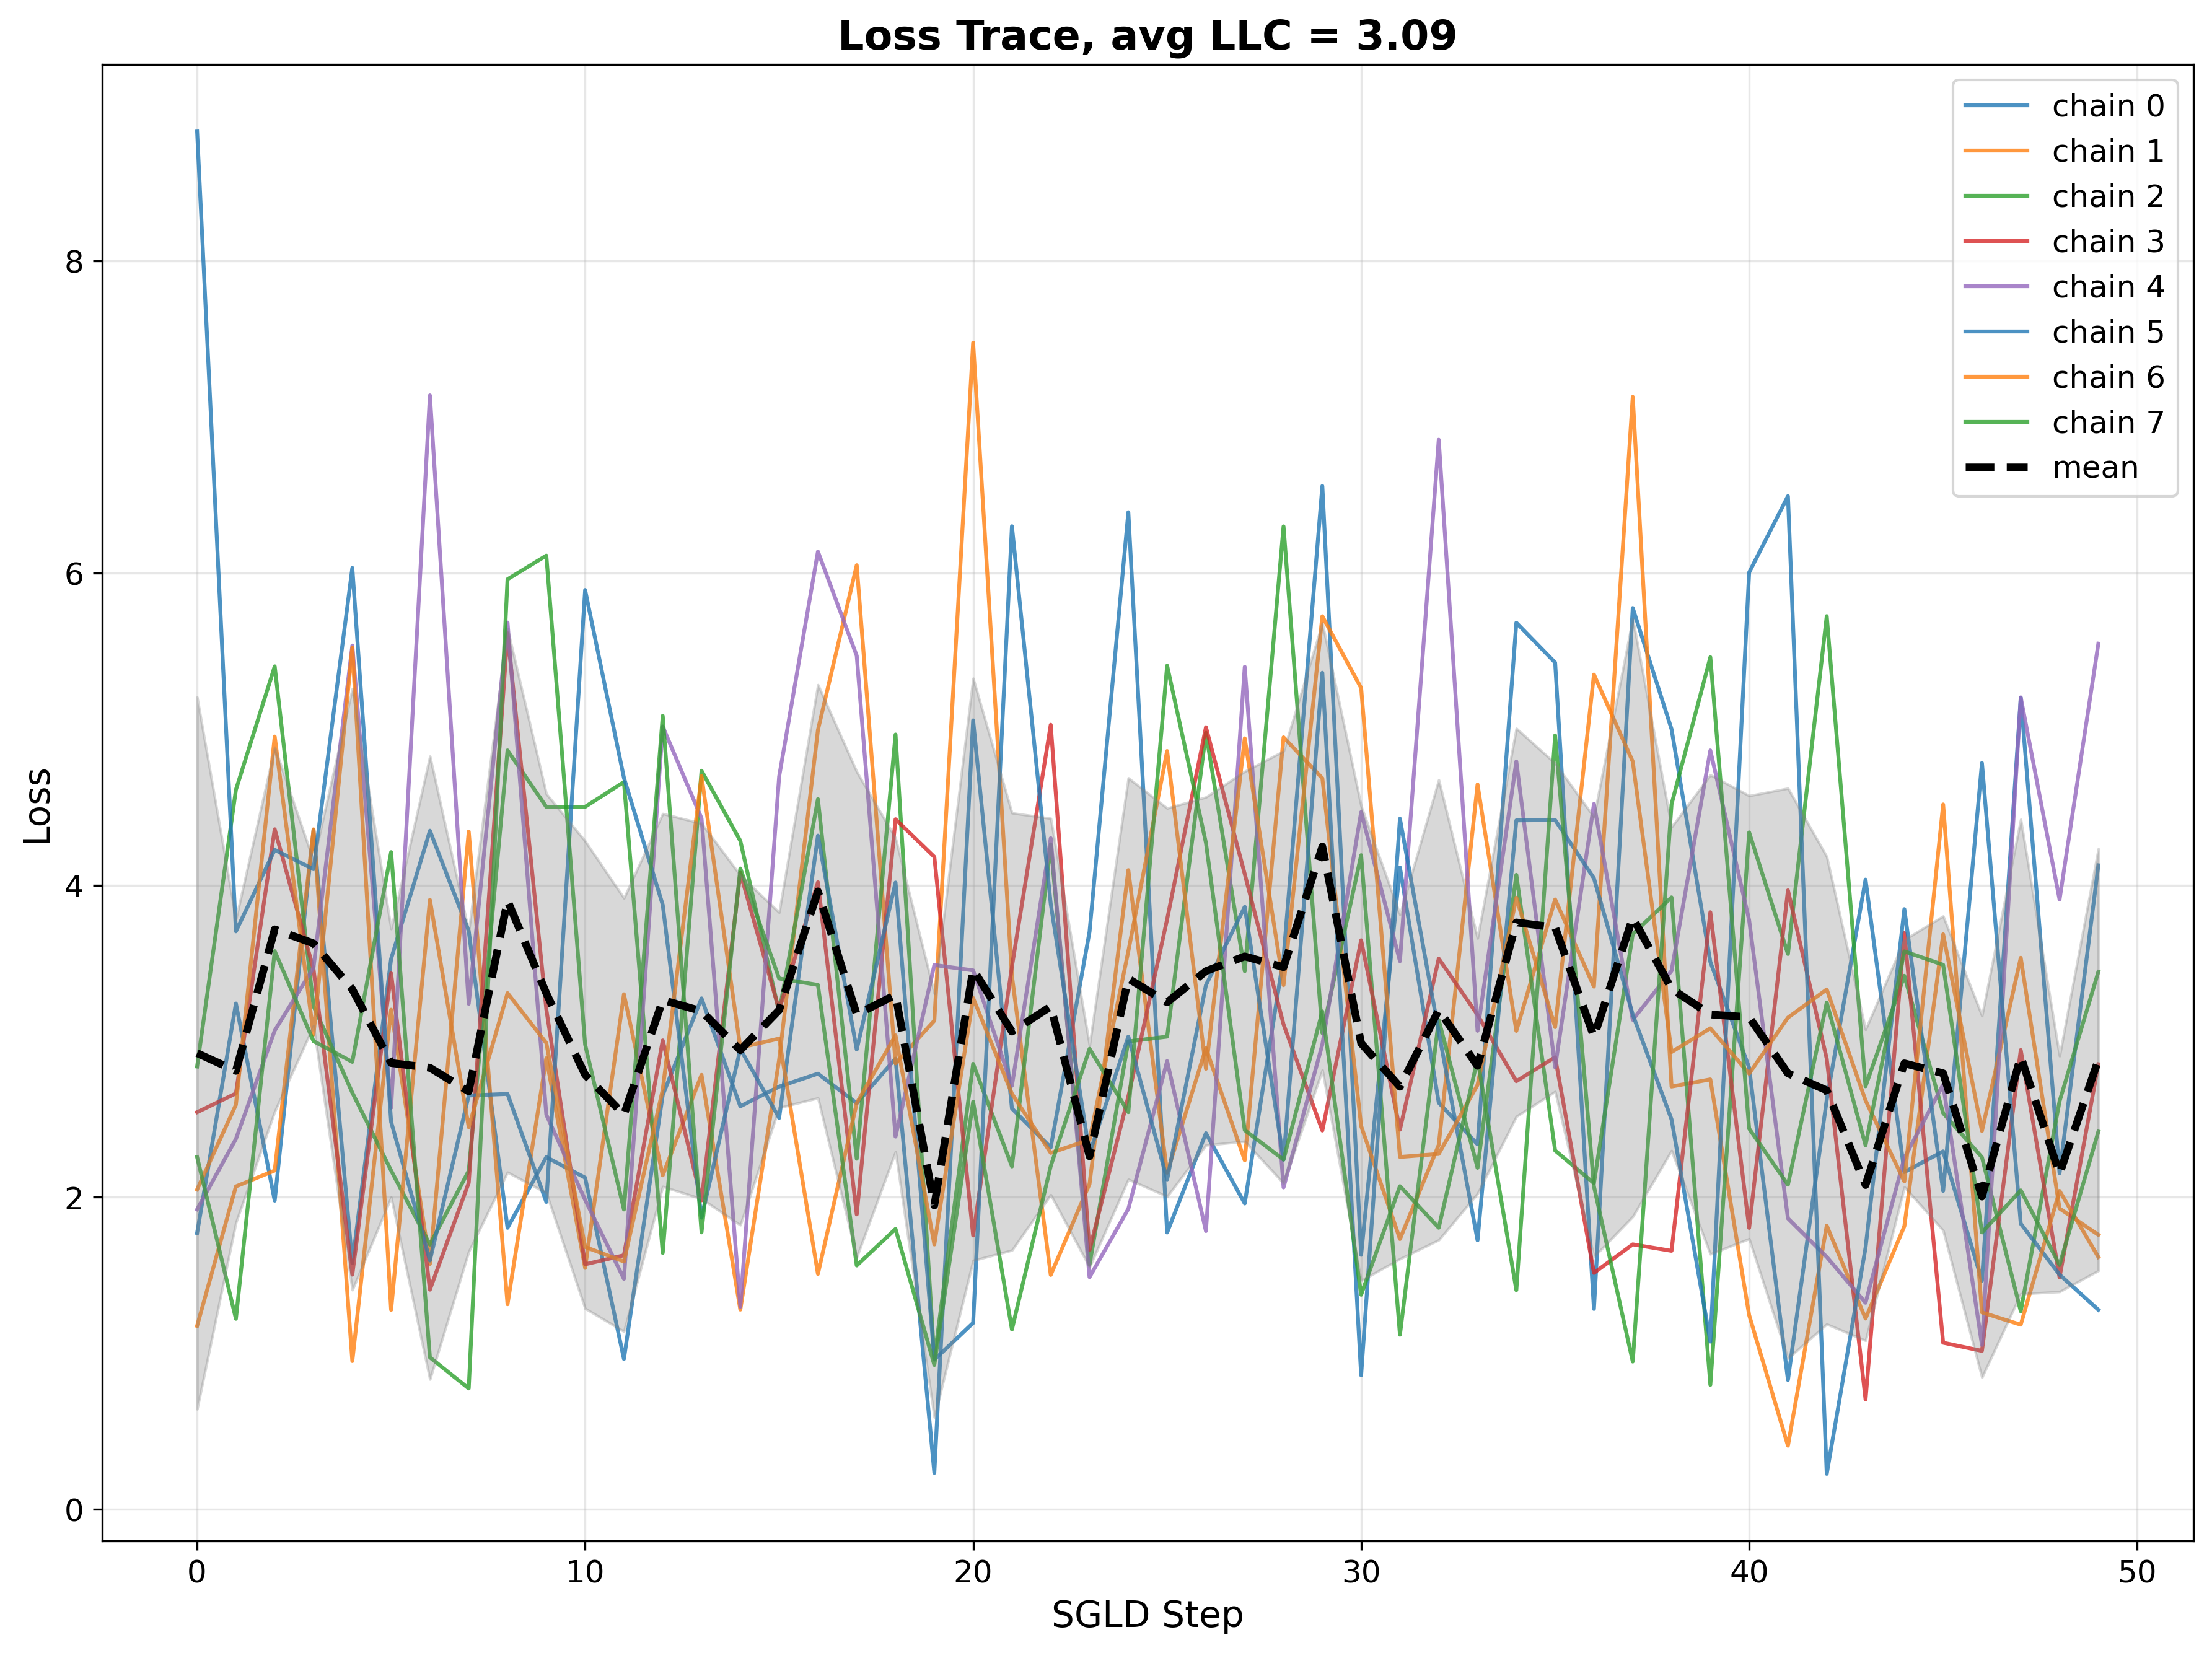 Loss Trace, avg LLC = 3.09
chain 0
chain 1
chain 2
chain 3
chain 4
chain 5
chain 6
chain 7
mean
Loss
8
6
4
2
0
0 10 20 30 40 50
SGLD Step